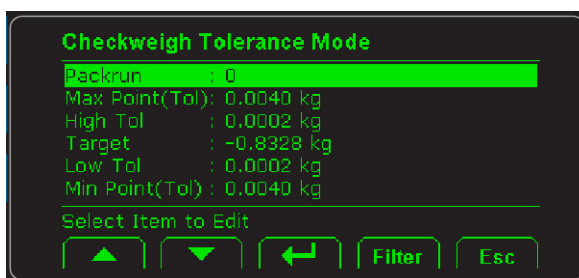 Checkweigh Tolerance Mode
Packrun : 0
Max Point(Tol): 0.0040 kg
High Tol : 0.0002 kg
Target : -0.8328 kg
Low Tol : 0.0002 kg
Min Point(Tol) : 0.0040 kg
Select Item to Edit
Filter Esc